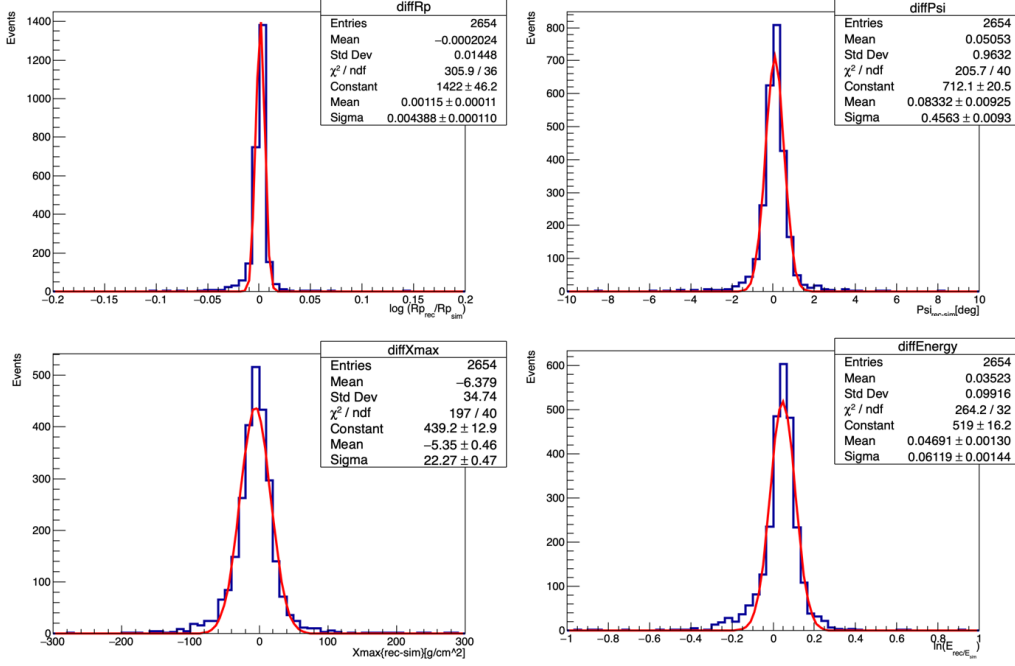 diffRp
Entries 2654
Mean −0.0002024
Std Dev 0.01448
χ² / ndf 305.9 / 36
Constant 1422 ± 46.2
Mean 0.00115 ± 0.00011
Sigma 0.004388 ± 0.000110
Events
1400
1200
1000
800
600
400
200
0
−0.2 −0.15 −0.1 −0.05 0 0.05 0.1 0.15 0.2
log (Rp_rec/Rp_sim)
diffPsi
Entries 2654
Mean 0.05053
Std Dev 0.9632
χ² / ndf 205.7 / 40
Constant 712.1 ± 20.5
Mean 0.08332 ± 0.00925
Sigma 0.4563 ± 0.0093
Events
800
700
600
500
400
300
200
100
0
−10 −8 −6 −4 −2 0 2 4 6 8 10
Psi_rec-sim[deg]
diffXmax
Entries 2654
Mean −6.379
Std Dev 34.74
χ² / ndf 197 / 40
Constant 439.2 ± 12.9
Mean −5.35 ± 0.46
Sigma 22.27 ± 0.47
Events
500
400
300
200
100
0
−300 −200 −100 0 100 200 300
Xmax{rec-sim}[g/cm^2]
diffEnergy
Entries 2654
Mean 0.03523
Std Dev 0.09916
χ² / ndf 264.2 / 32
Constant 519 ± 16.2
Mean 0.04691 ± 0.00130
Sigma 0.06119 ± 0.00144
Events
600
500
400
300
200
100
0
−1 −0.8 −0.6 −0.4 −0.2 0 0.2 0.4 0.6 0.8 1
ln(E_rec/E_sim)